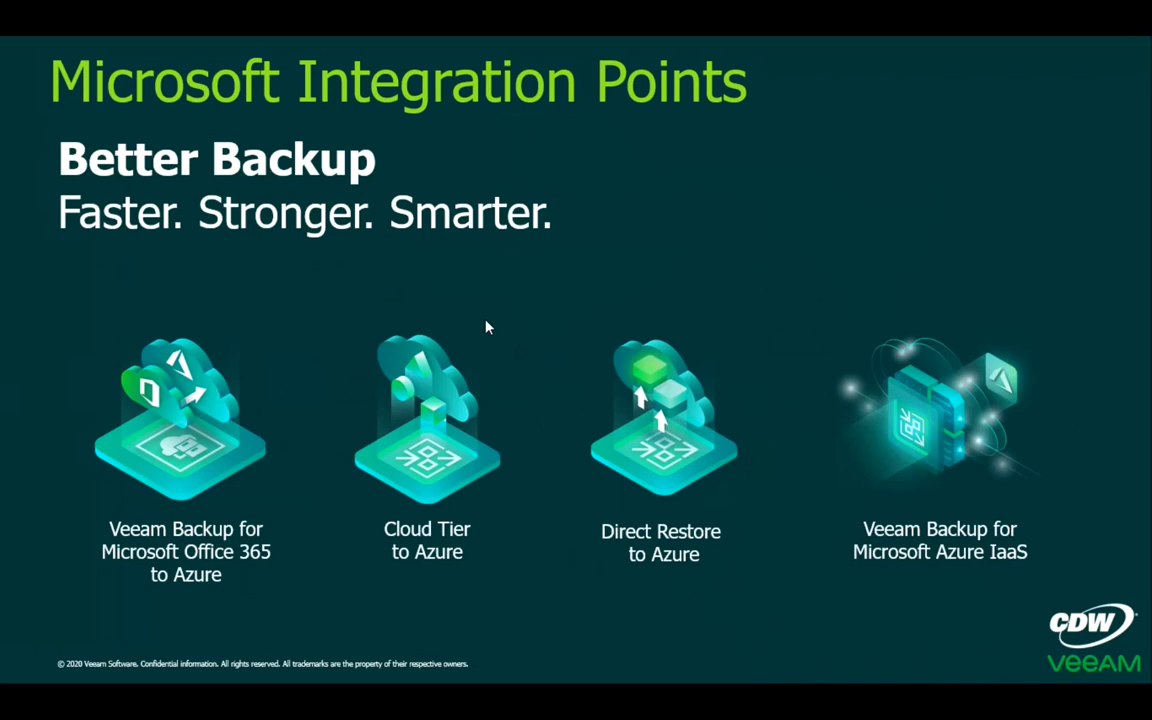 Microsoft Integration Points
Better Backup
Faster. Stronger. Smarter.
Veeam Backup for
Microsoft Office 365
to Azure
Cloud Tier
to Azure
Direct Restore
to Azure
Veeam Backup for
Microsoft Azure IaaS
CDW
VEEAM
© 2020 Veeam Software. Confidential information. All rights reserved. All trademarks are the property of their respective owners.